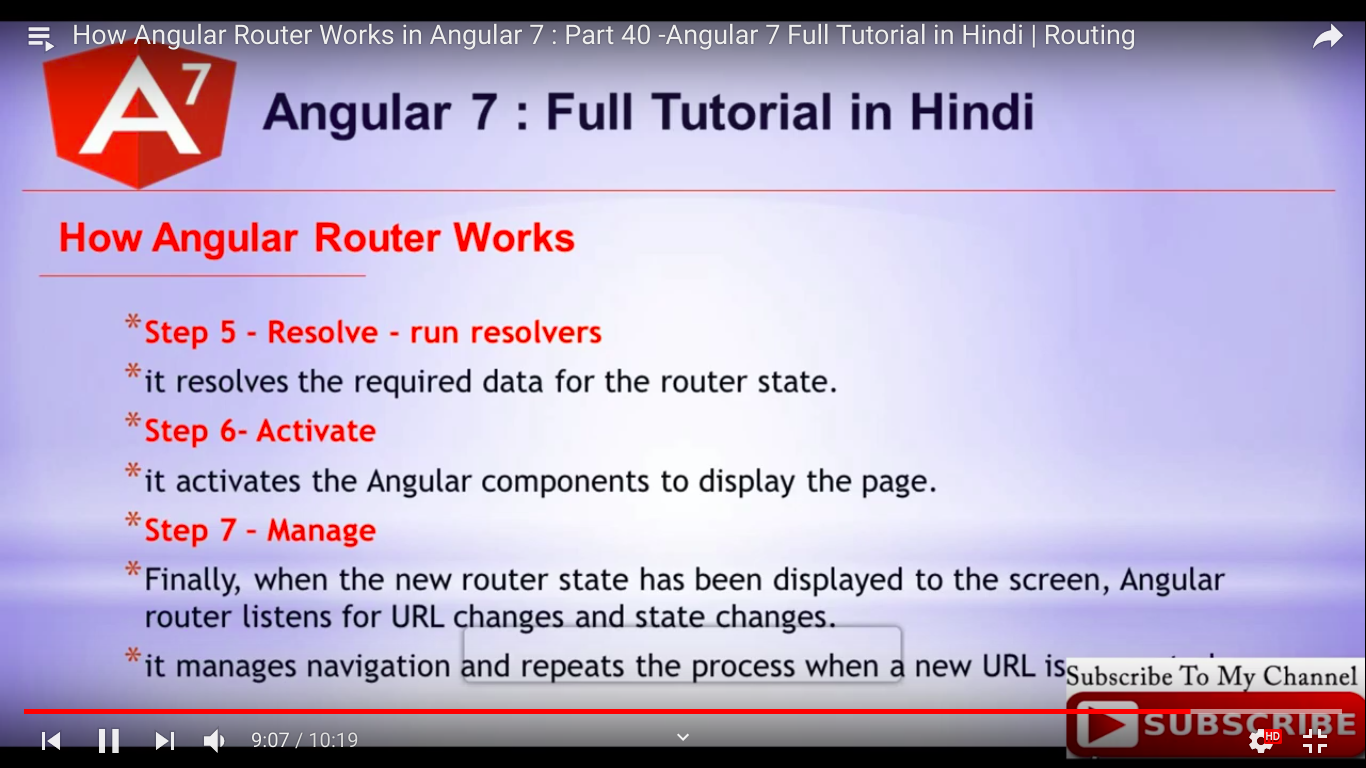 How Angular Router Works in Angular 7 : Part 40 -Angular 7 Full Tutorial in Hindi | Routing
A 7
Angular 7 : Full Tutorial in Hindi
How Angular Router Works
* Step 5 - Resolve - run resolvers
* it resolves the required data for the router state.
* Step 6- Activate
* it activates the Angular components to display the page.
* Step 7 - Manage
* Finally, when the new router state has been displayed to the screen, Angular
router listens for URL changes and state changes.
* it manages navigation and repeats the process when a new URL is
Subscribe To My Channel
SUBSCRIBE
9:07 / 10:19
HD